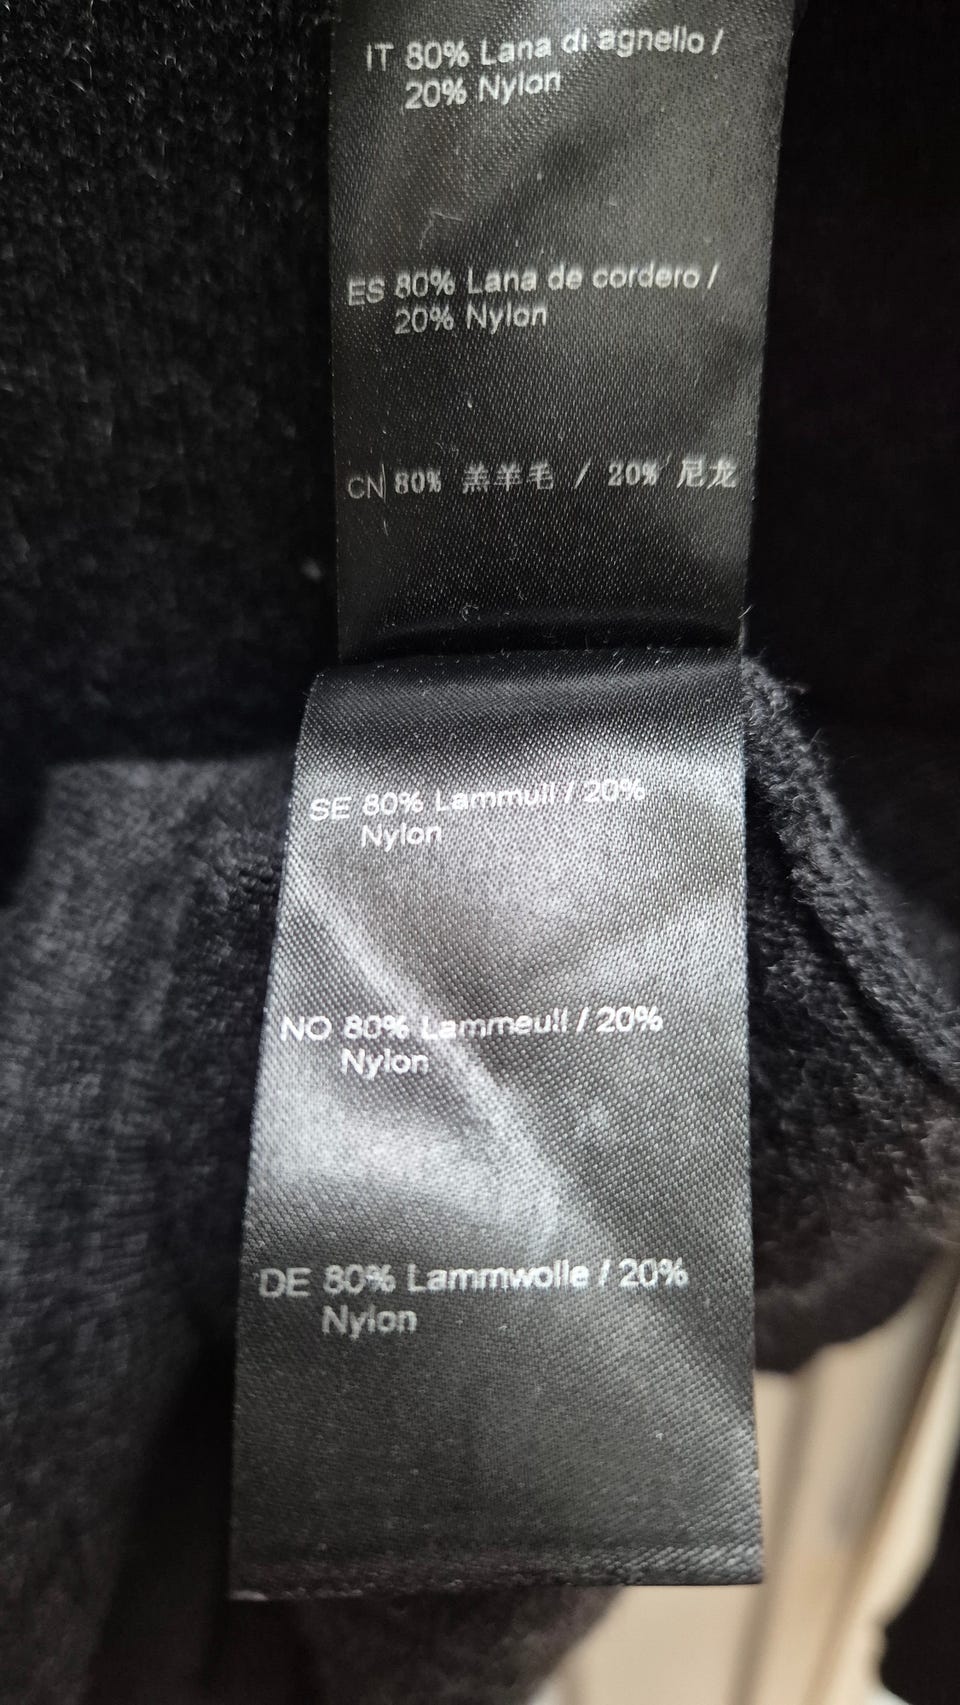 IT 80% Lana di agnello /
20% Nylon
ES 80% Lana de cordero /
20% Nylon
CN 80% 羔羊毛 / 20% 尼龙
SE 80% Lammull / 20%
Nylon
NO 80% Lammeull / 20%
Nylon
DE 80% Lammwolle / 20%
Nylon